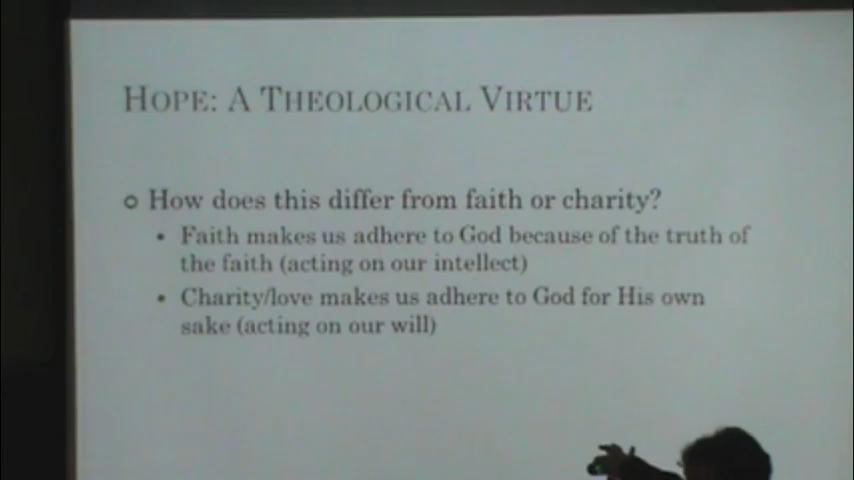 HOPE: A THEOLOGICAL VIRTUE
How does this differ from faith or charity?
• Faith makes us adhere to God because of the truth of
the faith (acting on our intellect)
• Charity/love makes us adhere to God for His own
sake (acting on our will)